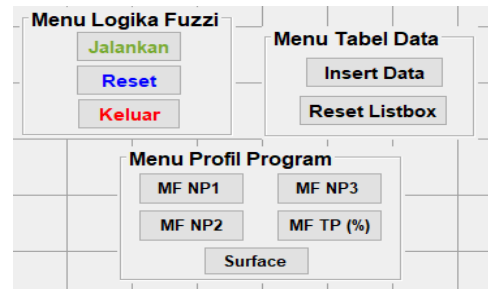 Menu Logika Fuzzi
Jalankan
Reset
Keluar
Menu Tabel Data
Insert Data
Reset Listbox
Menu Profil Program
MF NP1
MF NP3
MF NP2
MF TP (%)
Surface